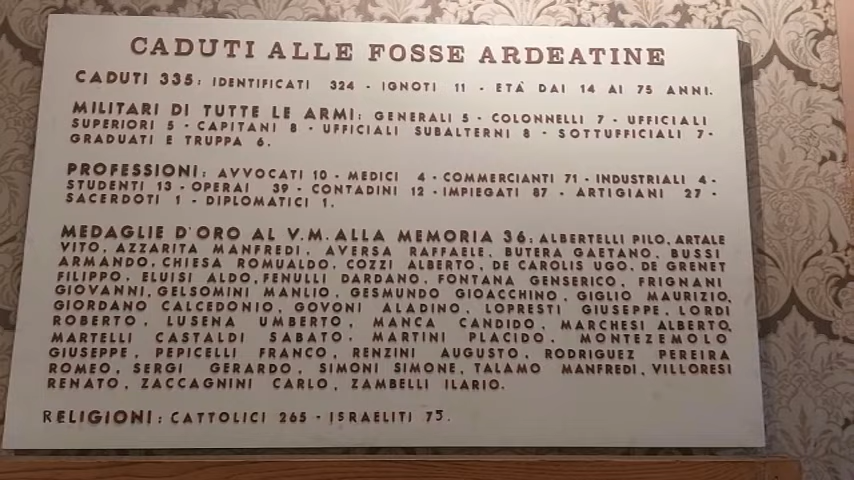 CADUTI ALLE FOSSE ARDEATINE
CADUTI 335: IDENTIFICATI 324 - IGNOTI 11 - ETÀ DAI 14 AI 75 ANNI.
MILITARI DI TUTTE LE ARMI: GENERALI 5 - COLONNELLI 7 - UFFICIALI
SUPERIORI 5 - CAPITANI 8 - UFFICIALI SUBALTERNI 8 - SOTTUFFICIALI 7 -
GRADUATI E TRUPPA 6.
PROFESSIONI: AVVOCATI 10 - MEDICI 4 - COMMERCIANTI 71 - INDUSTRIALI 4 -
STUDENTI 13 - OPERAI 39 - CONTADINI 12 - IMPIEGATI 87 - ARTIGIANI 27 -
SACERDOTI 1 - DIPLOMATICI 1.
MEDAGLIE D'ORO AL V.M. ALLA MEMORIA 36: ALBERTELLI PILO, ARTALE
VITO, AZZARITA MANFREDI, AVERSA RAFFAELE, BUTERA GAETANO, BUSSI
ARMANDO, CHIESA ROMUALDO, COZZI ALBERTO, DE CAROLIS UGO, DE GRENET
FILIPPO, ELUISI ALDO, FENULLI DARDANO, FONTANA GENSERICO, FRIGNANI
GIOVANNI, GELSOMINI MANLIO, GESMUNDO GIOACCHINO, GIGLIO MAURIZIO,
GIORDANO CALCEDONIO, GOVONI ALADINO, LOPRESTI GIUSEPPE, LORDI
ROBERTO, LUSENA UMBERTO, MANCA CANDIDO, MARCHESI ALBERTO,
MARTELLI CASTALDI SABATO, MARTINI PLACIDO, MONTEZEMOLO
GIUSEPPE, PEPICELLI FRANCO, RENZINI AUGUSTO, RODRIGUEZ PEREIRA
ROMEO, SERGI GERARDO, SIMONI SIMONE, TALAMO MANFREDI, VILLORESI
RENATO, ZACCAGNINI CARLO, ZAMBELLI ILARIO.
RELIGIONI: CATTOLICI 265 - ISRAELITI 75.